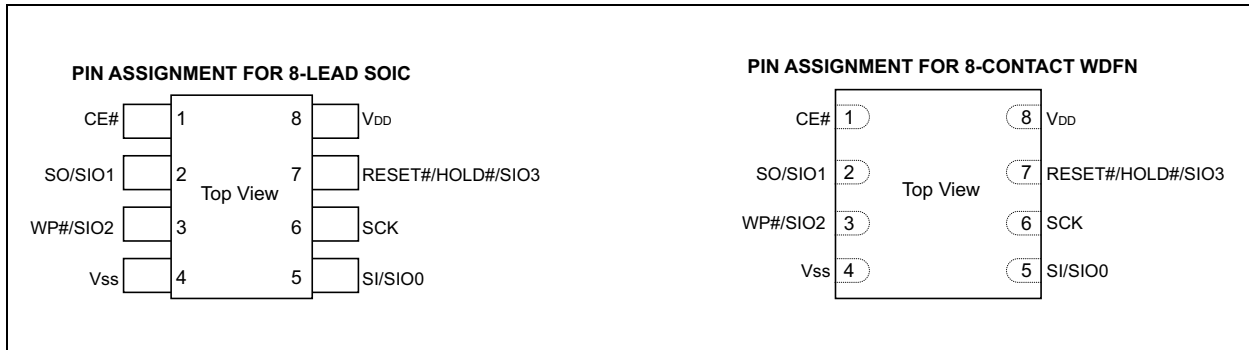 PIN ASSIGNMENT FOR 8-LEAD SOIC
CE# 1 8 VDD
SO/SIO1 2 7 RESET#/HOLD#/SIO3
Top View
WP#/SIO2 3 6 SCK
Vss 4 5 SI/SIO0
PIN ASSIGNMENT FOR 8-CONTACT WDFN
CE# 1 8 VDD
SO/SIO1 2 7 RESET#/HOLD#/SIO3
Top View
WP#/SIO2 3 6 SCK
Vss 4 5 SI/SIO0